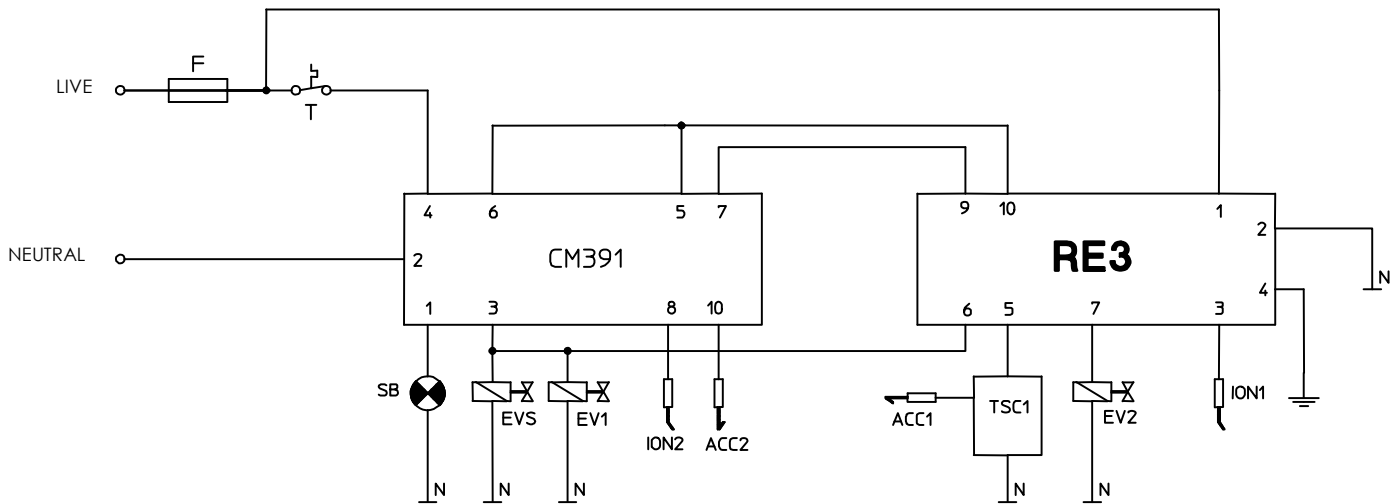 F
LIVE
T
4 6 5 7 9 10 1
2
NEUTRAL 2 CM391 RE3
N
4
1 3 8 10 6 5 7 3
SB EVS EV1 ION2 ACC2 ACC1 TSC1 EV2 ION1
N N N N N